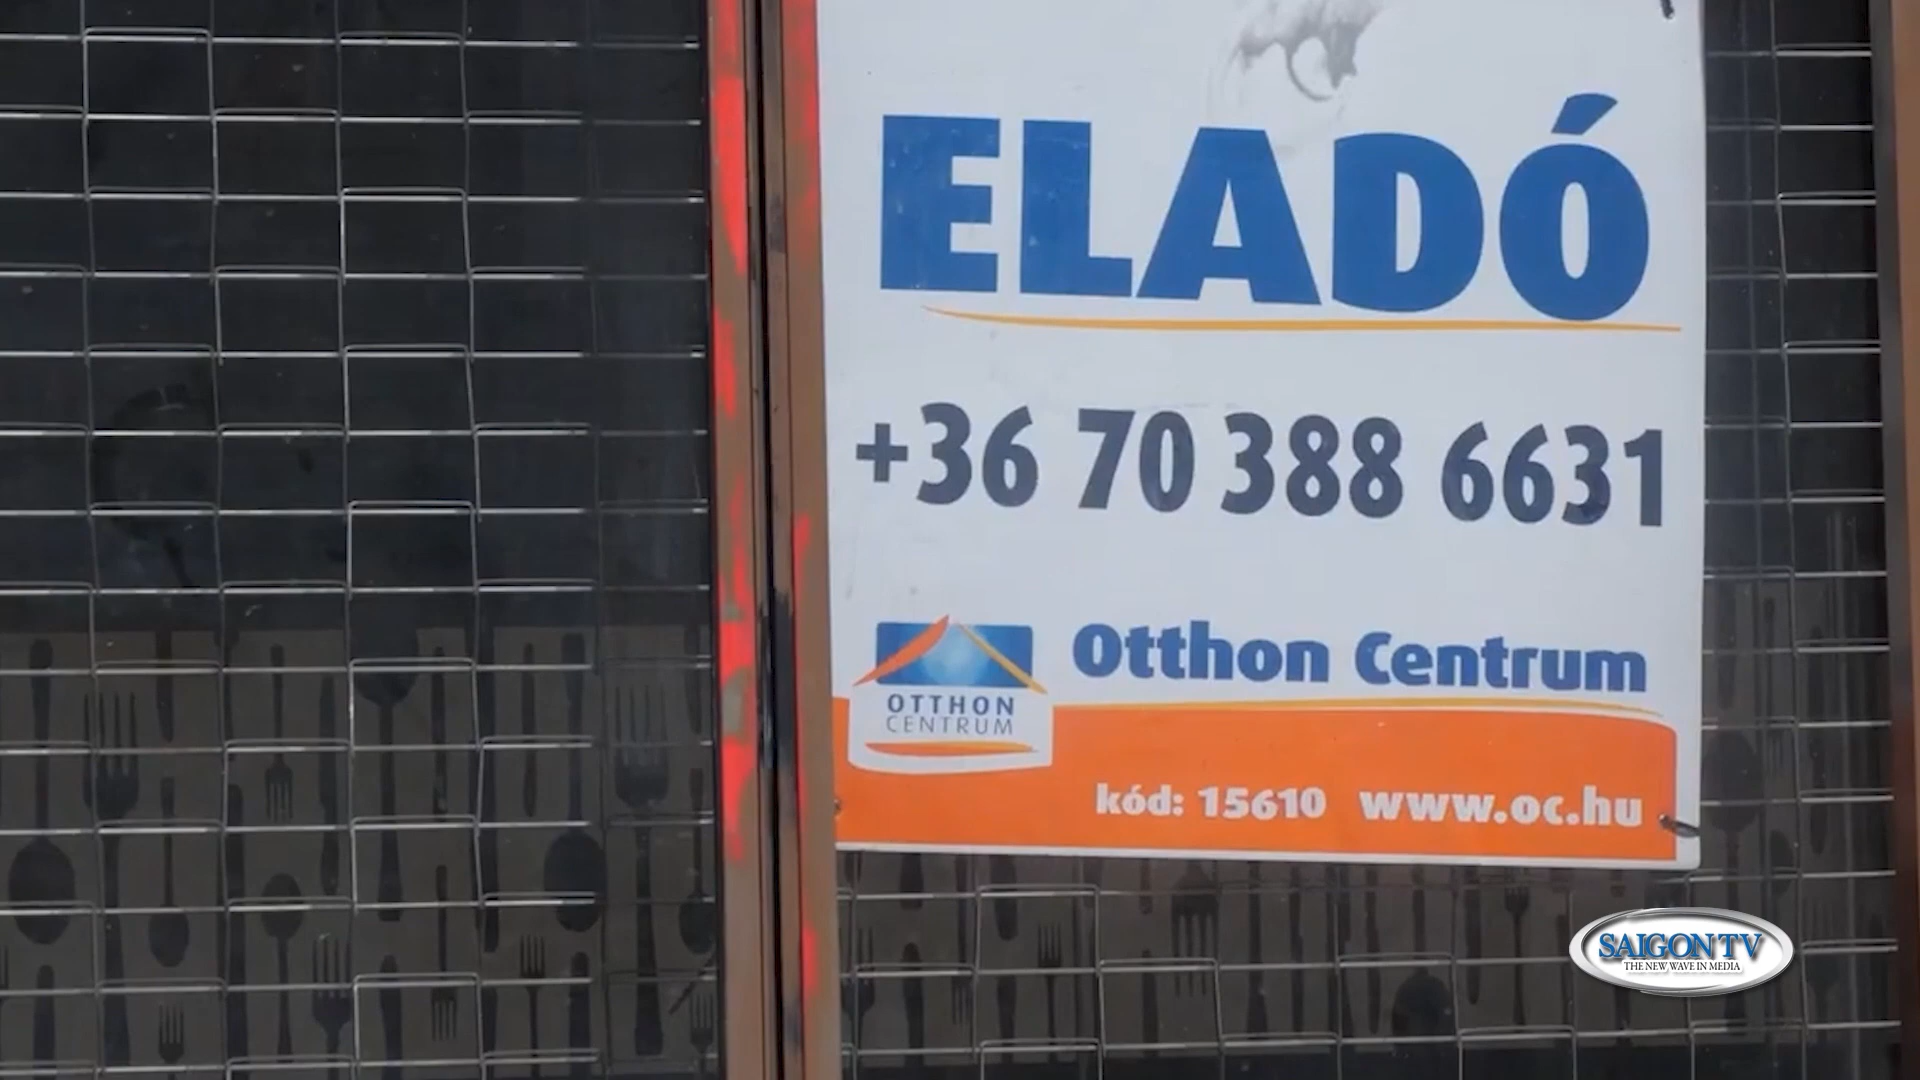 ELADÓ
+36 70 388 6631
Otthon Centrum
OTTHON
CENTRUM
kód: 15610 www.oc.hu
SAIGON TV
THE NEW WAVE IN MEDIA